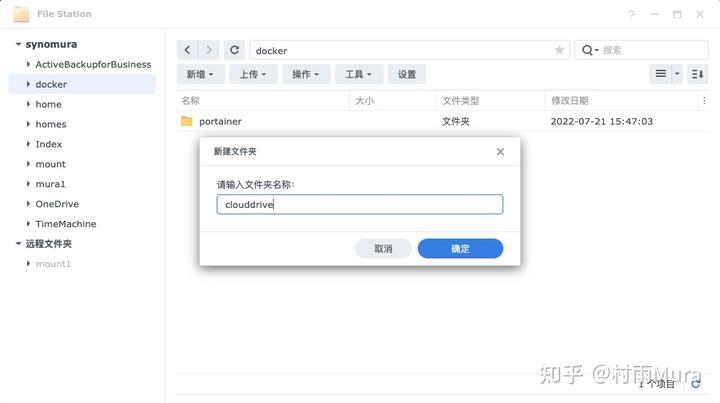 File Station
synomura
ActiveBackupforBusiness
docker
home
homes
Index
mount
mura1
OneDrive
TimeMachine
远程文件夹
mount1
docker
搜索
新增 上传 操作 工具 设置
名称 大小 文件类型 修改日期
portainer 文件夹 2022-07-21 15:47:03
新建文件夹
请输入文件夹名称:
clouddrive
取消 确定
1 个项目
知乎 @村雨Mura